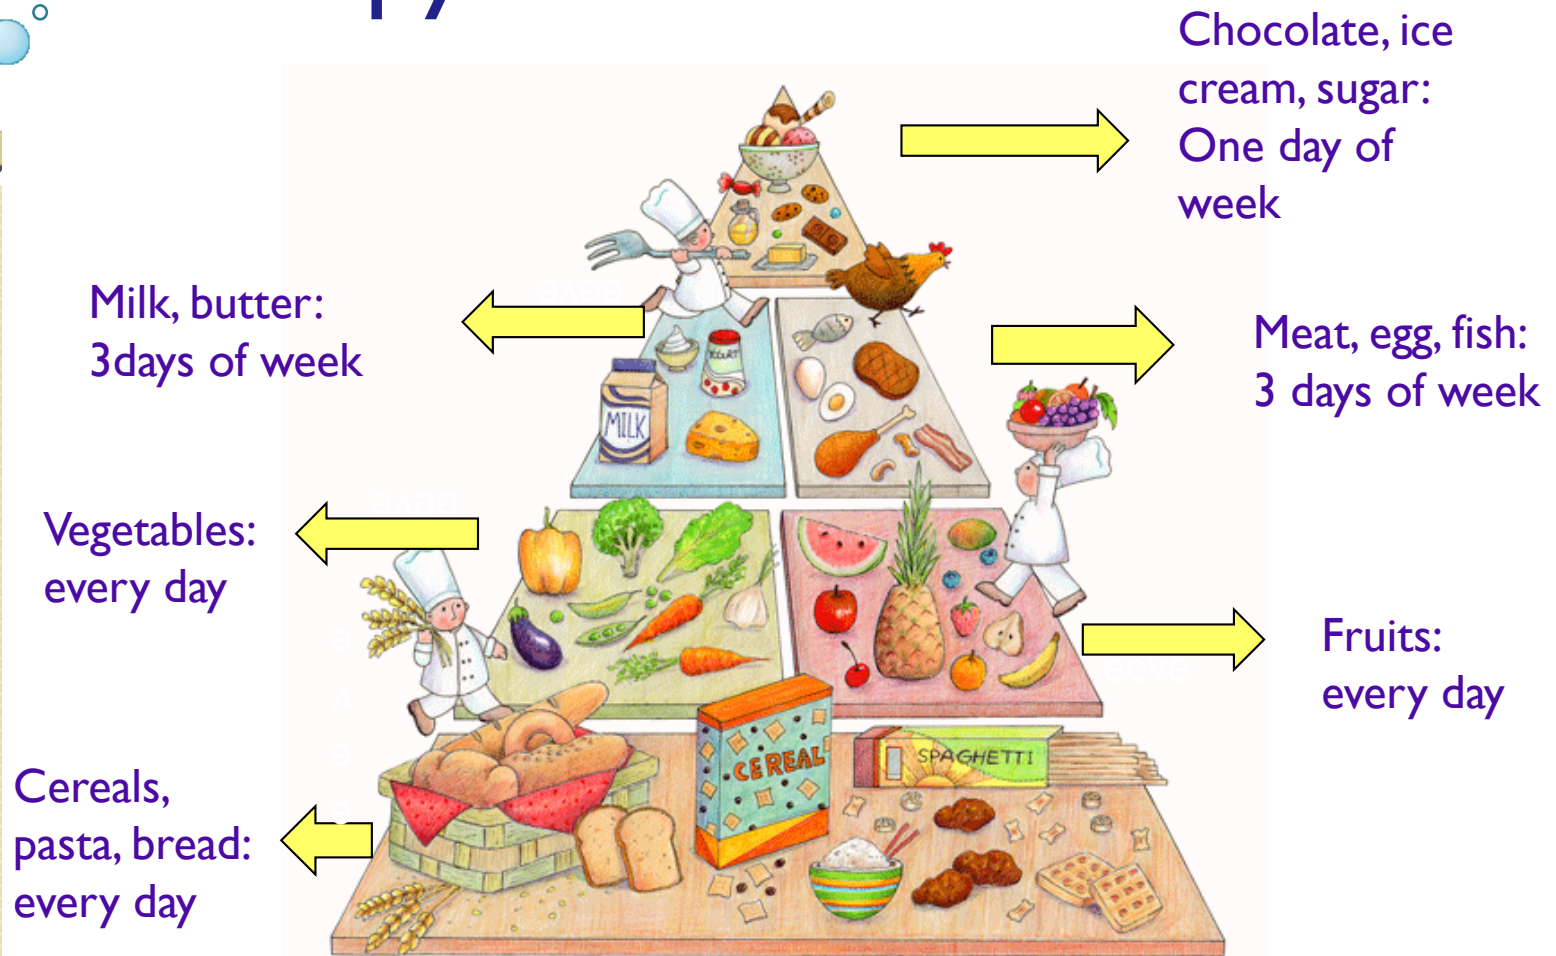 Chocolate, ice
cream, sugar:
One day of
week
Milk, butter:
3days of week
Meat, egg, fish:
3 days of week
YOGURT
MILK
Vegetables:
every day
Fruits:
every day
SPAGHETTI
CEREAL
Cereals,
pasta, bread:
every day